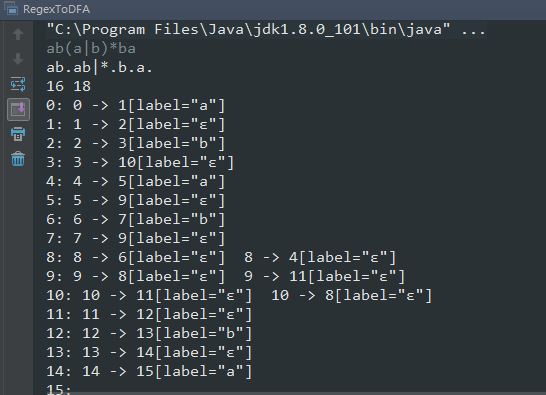 RegexToDFA
"C:\Program Files\Java\jdk1.8.0_101\bin\java" ...
ab(a|b)*ba
ab.ab|*.b.a.
16 18
0: 0 -> 1[label="a"]
1: 1 -> 2[label="ε"]
2: 2 -> 3[label="b"]
3: 3 -> 10[label="ε"]
4: 4 -> 5[label="a"]
5: 5 -> 9[label="ε"]
6: 6 -> 7[label="b"]
7: 7 -> 9[label="ε"]
8: 8 -> 6[label="ε"]  8 -> 4[label="ε"]
9: 9 -> 8[label="ε"]  9 -> 11[label="ε"]
10: 10 -> 11[label="ε"]  10 -> 8[label="ε"]
11: 11 -> 12[label="ε"]
12: 12 -> 13[label="b"]
13: 13 -> 14[label="ε"]
14: 14 -> 15[label="a"]
15: